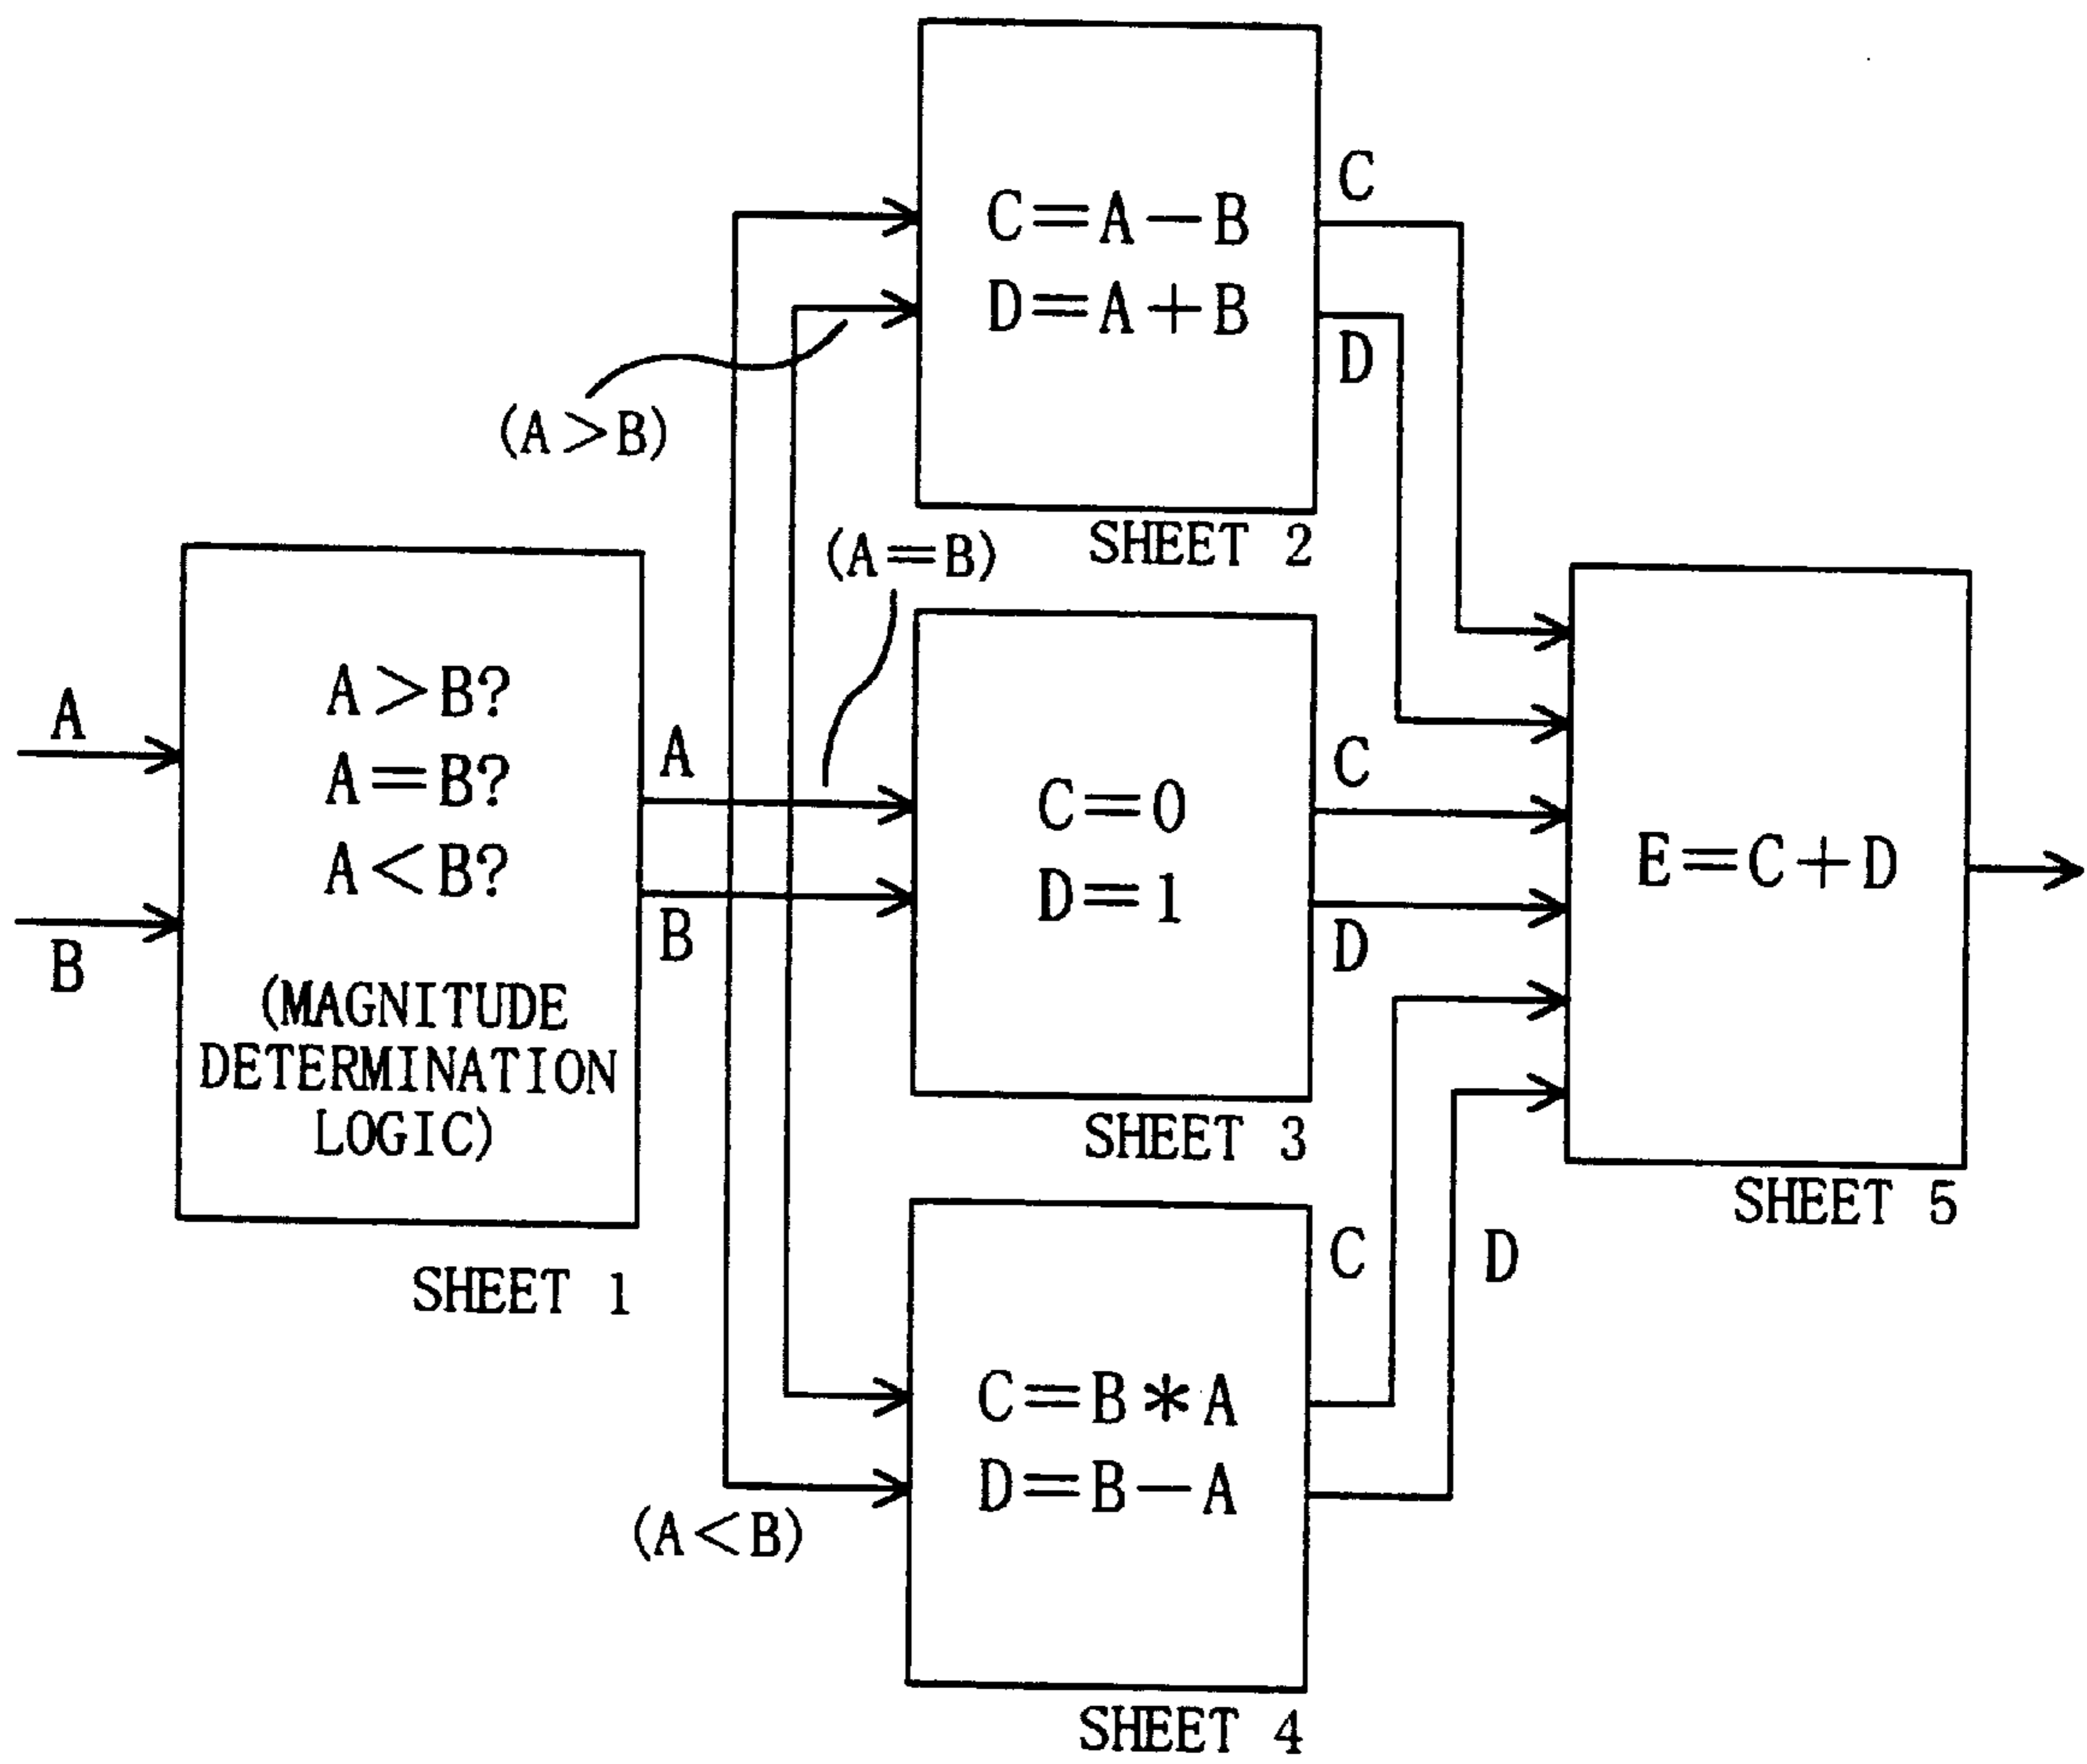 A
B
A>B?
A=B?
A<B?
(MAGNITUDE
DETERMINATION
LOGIC)
SHEET 1
A
B
(A>B)
(A=B)
(A<B)
C=A-B
D=A+B
SHEET 2
C
D
C=0
D=1
SHEET 3
C
D
C=B*A
D=B-A
SHEET 4
C
D
E=C+D
SHEET 5